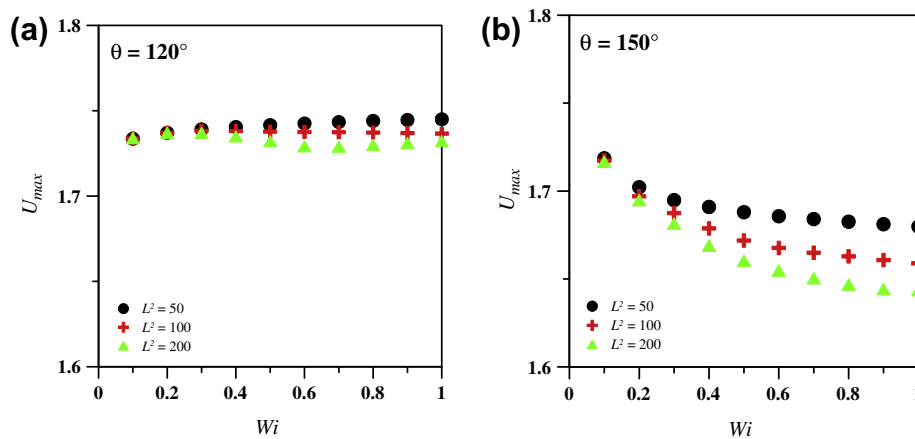 (a)
θ = 120°
1.8
1.7
1.6
U_max
L² = 50
L² = 100
L² = 200
0 0.2 0.4 0.6 0.8 1
Wi
(b)
θ = 150°
1.8
1.7
1.6
U_max
L² = 50
L² = 100
L² = 200
0 0.2 0.4 0.6 0.8
Wi